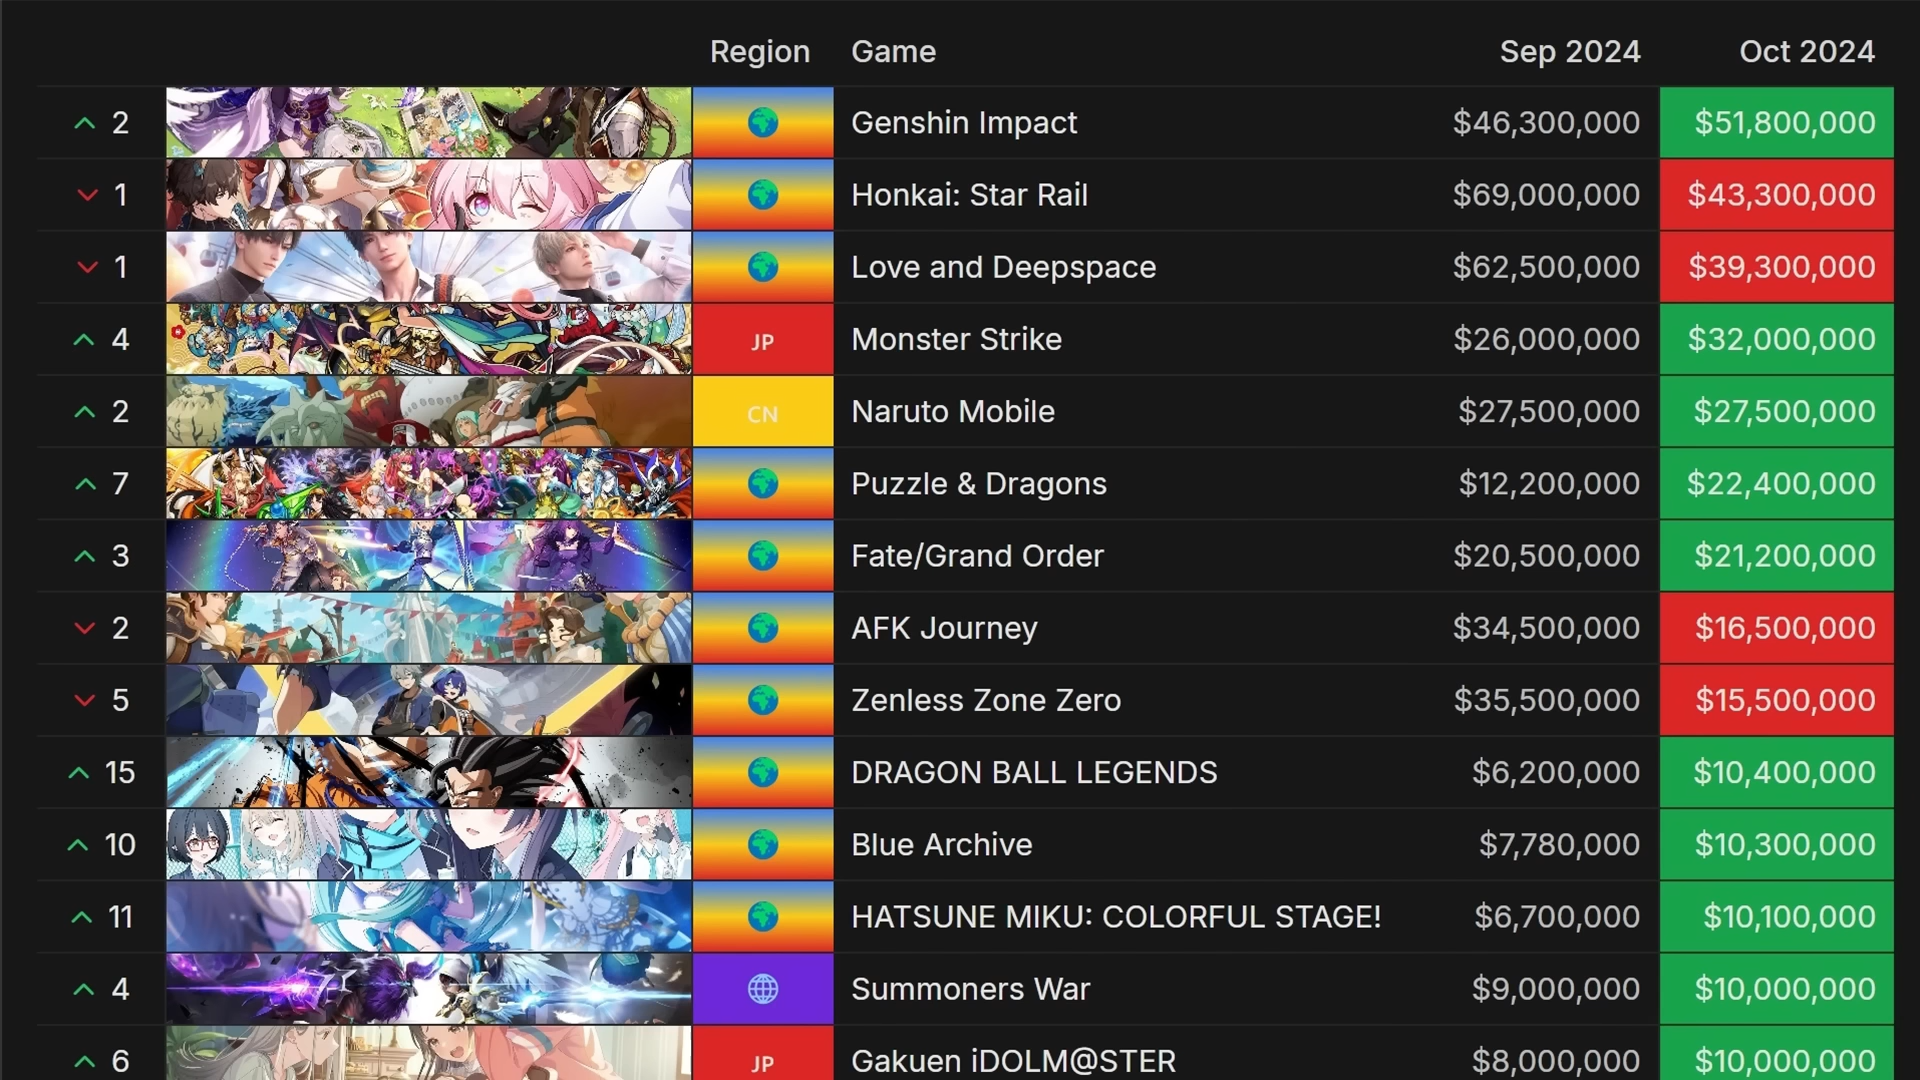 Region Game Sep 2024 Oct 2024
2 Genshin Impact $46,300,000 $51,800,000
1 Honkai: Star Rail $69,000,000 $43,300,000
1 Love and Deepspace $62,500,000 $39,300,000
4 JP Monster Strike $26,000,000 $32,000,000
2 CN Naruto Mobile $27,500,000 $27,500,000
7 Puzzle & Dragons $12,200,000 $22,400,000
3 Fate/Grand Order $20,500,000 $21,200,000
2 AFK Journey $34,500,000 $16,500,000
5 Zenless Zone Zero $35,500,000 $15,500,000
15 DRAGON BALL LEGENDS $6,200,000 $10,400,000
10 Blue Archive $7,780,000 $10,300,000
11 HATSUNE MIKU: COLORFUL STAGE! $6,700,000 $10,100,000
4 Summoners War $9,000,000 $10,000,000
6 JP Gakuen iDOLM@STER $8,000,000 $10,000,000